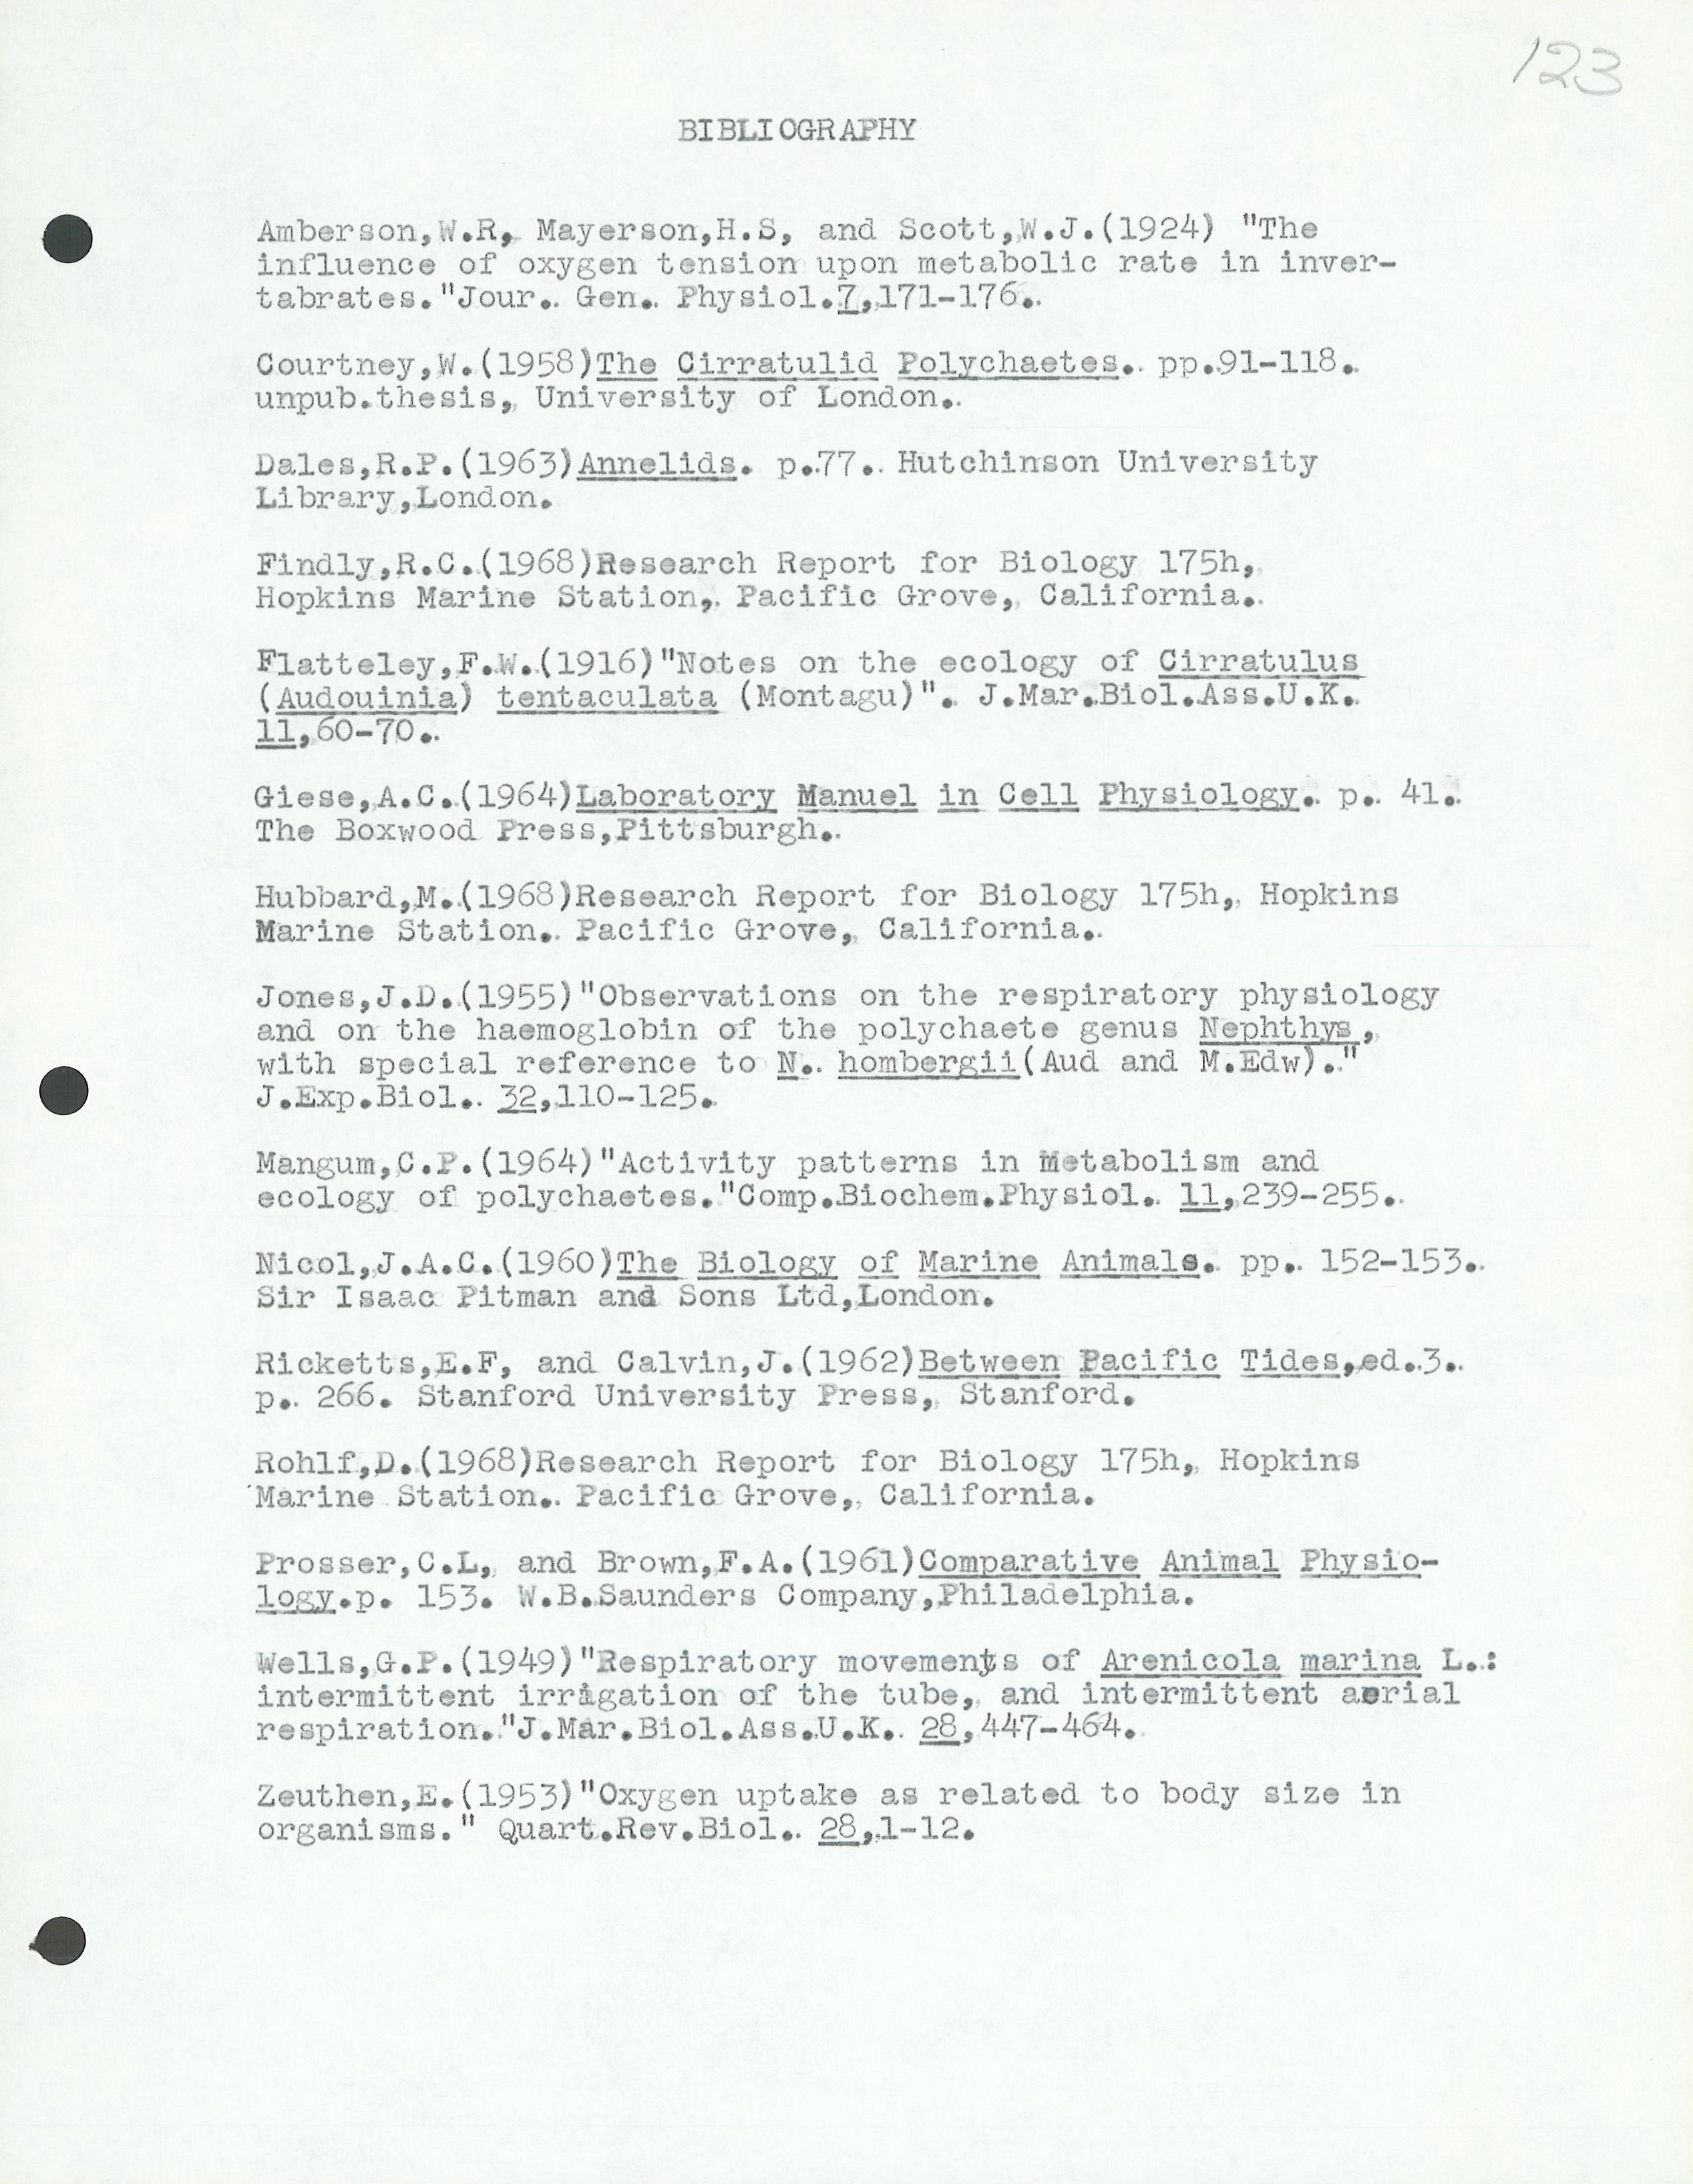 123
BIBLIOGRAPHY
Amberson,W.R, Mayerson,H.S, and Scott,W.J.(1924) "The
influence of oxygen tension upon metabolic rate in inver-
tabrates."Jour. Gen. Physiol.7,171-176.
Courtney,W.(1958)The Cirratulid Polychaetes. pp.91-118.
unpub.thesis, University of London.
Dales,R.P.(1963)Annelids. p.77. Hutchinson University
Library,London.
Findly,R.C.(1968)Research Report for Biology 175h,
Hopkins Marine Station, Pacific Grove, California.
Flatteley,F.W.(1916)"Notes on the ecology of Cirratulus
(Audouinia) tentaculata (Montagu)". J.Mar.Biol.Ass.U.K.
11,60-70.
Giese,A.C.(1964)Laboratory Manuel in Cell Physiology. p. 41.
The Boxwood Press,Pittsburgh.
Hubbard,M.(1968)Research Report for Biology 175h, Hopkins
Marine Station. Pacific Grove, California.
Jones,J.D.(1955)"Observations on the respiratory physiology
and on the haemoglobin of the polychaete genus Nephthys,
with special reference to N. hombergii(Aud and M.Edw)."
J.Exp.Biol. 32,110-125.
Mangum,C.P.(1964)"Activity patterns in metabolism and
ecology of polychaetes."Comp.Biochem.Physiol. 11,239-255.
Nicol,J.A.C.(1960)The Biology of Marine Animals. pp. 152-153.
Sir Isaac Pitman and Sons Ltd,London.
Ricketts,E.F, and Calvin,J.(1962)Between Pacific Tides,ed.3.
p. 266. Stanford University Press, Stanford.
Rohlf,D.(1968)Research Report for Biology 175h, Hopkins
Marine Station. Pacific Grove, California.
Prosser,C.L, and Brown,F.A.(1961)Comparative Animal Physio-
logy.p. 153. W.B.Saunders Company,Philadelphia.
Wells,G.P.(1949)"Respiratory movements of Arenicola marina L.:
intermittent irrigation of the tube, and intermittent aerial
respiration."J.Mar.Biol.Ass.U.K. 28,447-464.
Zeuthen,E.(1953)"Oxygen uptake as related to body size in
organisms." Quart.Rev.Biol. 28,1-12.